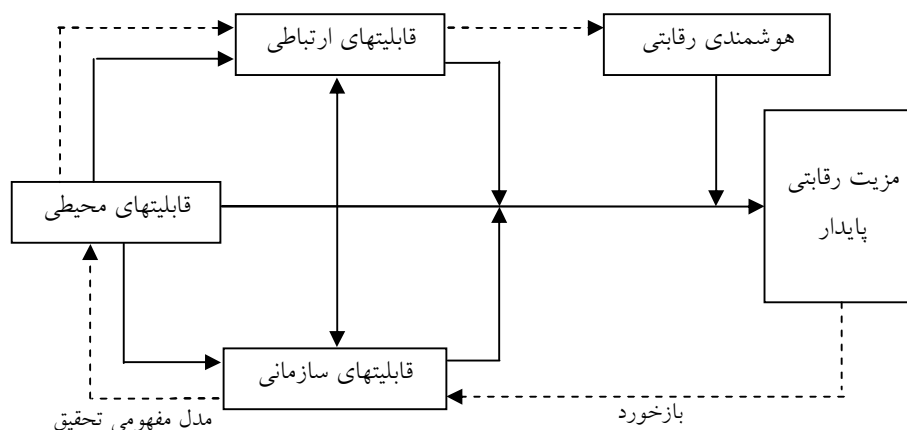 قابلیتهای ارتباطی
هوشمندی رقابتی
مزیت رقابتی
پایدار
قابلیتهای محیطی
قابلیتهای سازمانی
بازخورد
مدل مفهومی تحقیق